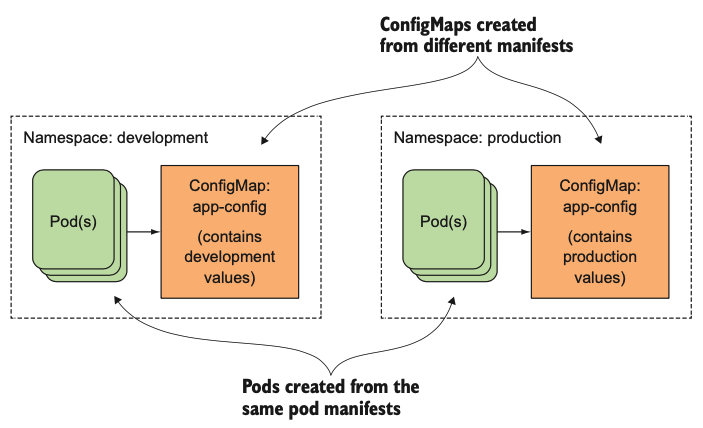 ConfigMaps created
from different manifests
Namespace: development
Pod(s)
ConfigMap:
app-config
(contains
development
values)
Namespace: production
Pod(s)
ConfigMap:
app-config
(contains
production
values)
Pods created from the
same pod manifests